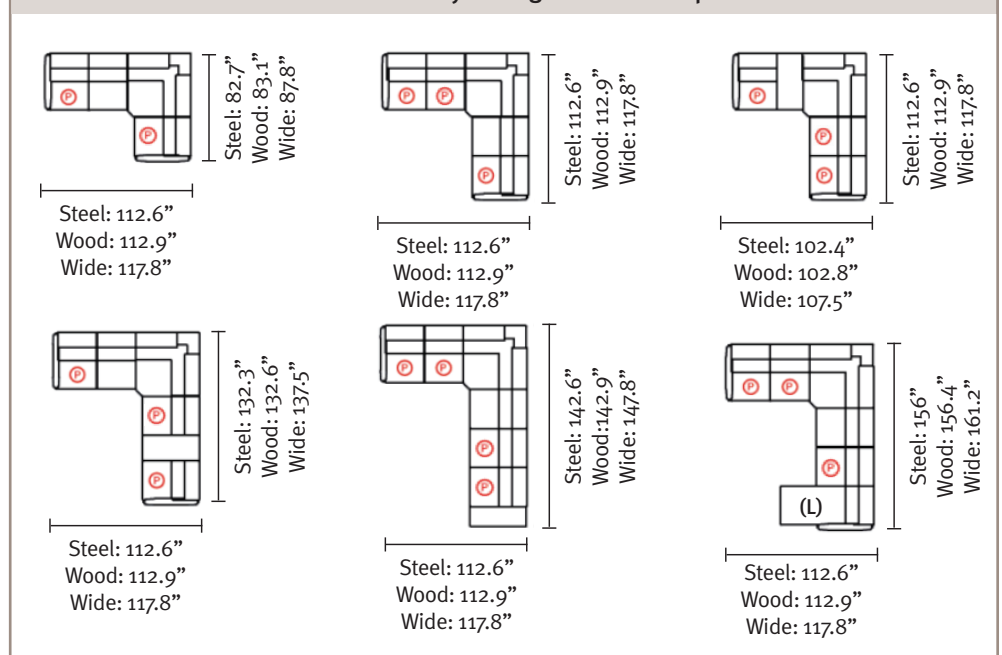 P
P
Steel: 82.7”
Wood: 83.1”
Wide: 87.8”
Steel: 112.6”
Wood: 112.9”
Wide: 117.8”
P
P
P
Steel: 112.6”
Wood: 112.9”
Wide: 117.8”
Steel: 112.6”
Wood: 112.9”
Wide: 117.8”
P
P
P
Steel: 112.6”
Wood: 112.9”
Wide: 117.8”
Steel: 102.4”
Wood: 102.8”
Wide: 107.5”
P
P
P
Steel: 132.3”
Wood: 132.6”
Wide: 137.5”
Steel: 112.6”
Wood: 112.9”
Wide: 117.8”
P
P
P
P
Steel: 142.6”
Wood:142.9”
Wide: 147.8”
Steel: 112.6”
Wood: 112.9”
Wide: 117.8”
P
P
P
(L)
Steel: 156”
Wood: 156.4”
Wide: 161.2”
Steel: 112.6”
Wood: 112.9”
Wide: 117.8”